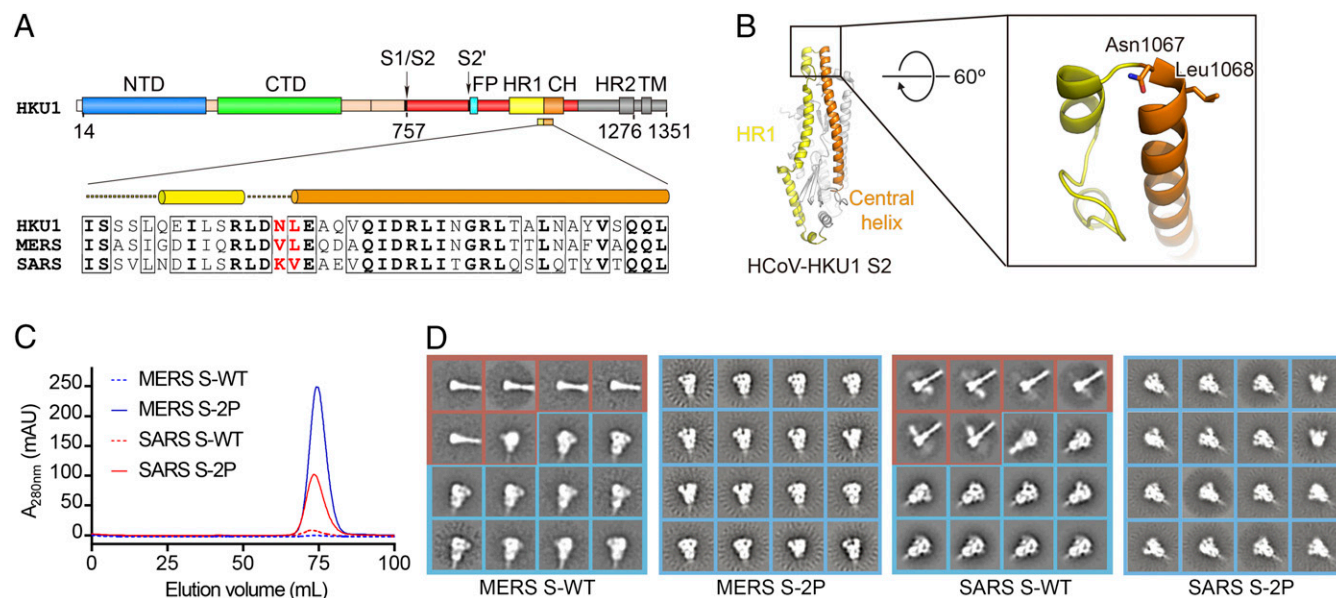 A
S1/S2 S2'
NTD CTD FP HR1 CH HR2 TM
HKU1
14 757 1276 1351
HKU1 ISSSLQEILSRLDNLEAQVQIDRLINGRLTALNAYVSQQL
MERS ISASIGDIIQRLDVLEQDAQIDRLINGRLTTLNAFVAQQL
SARS ISSVLNDILSRLDKVEAEVQIDRLITGRLQSLQTYVTQQL
B
HR1
Central
helix
HCoV-HKU1 S2
60º
Asn1067
Leu1068
C
A280nm (mAU)
250
200
150
100
50
0
MERS S-WT
MERS S-2P
SARS S-WT
SARS S-2P
0 25 50 75 100
Elution volume (mL)
D
MERS S-WT MERS S-2P SARS S-WT SARS S-2P